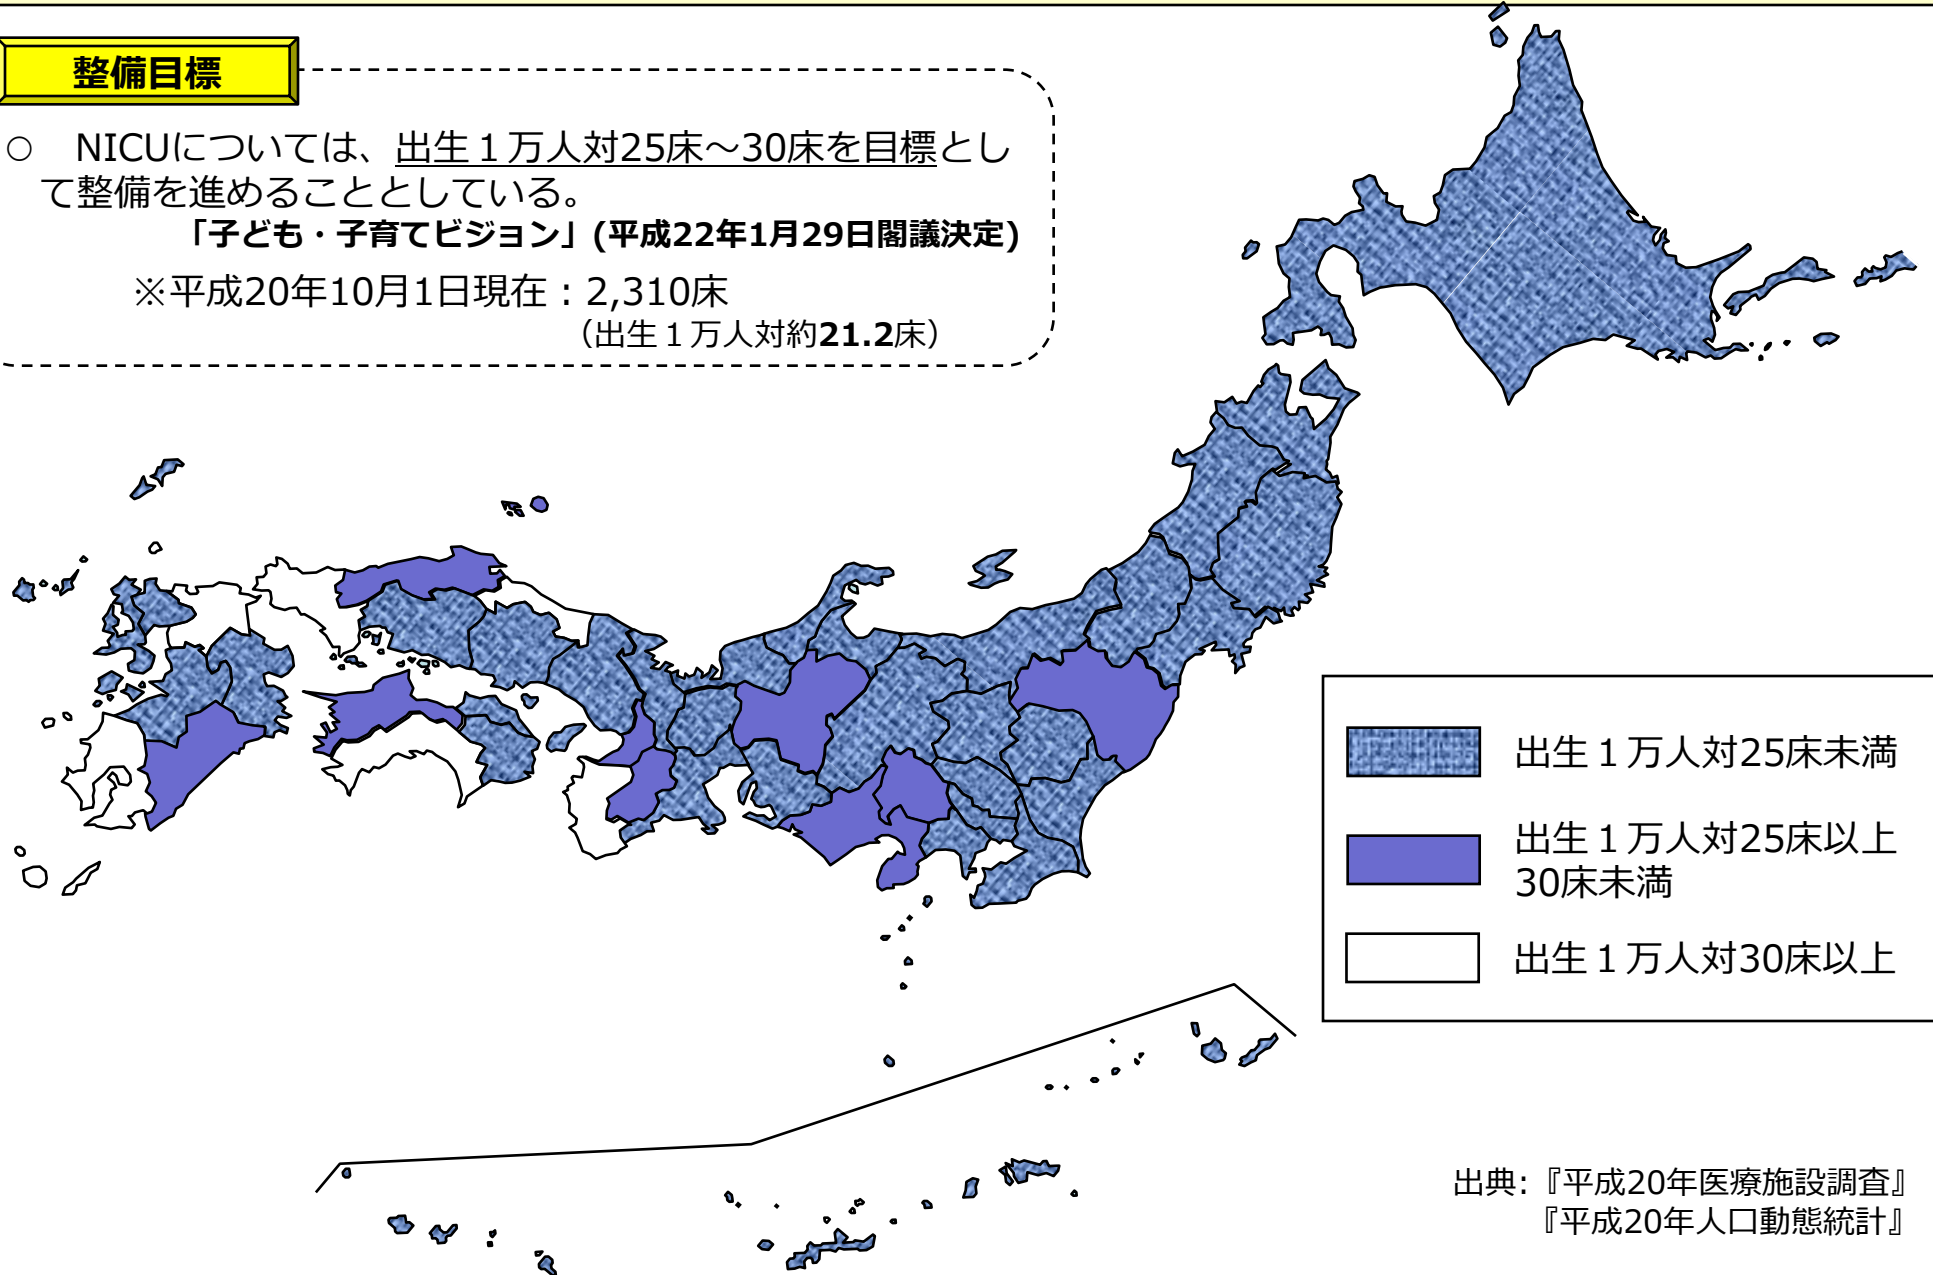 整備目標
○　NICUについては、出生１万人対25床～30床を目標とし
て整備を進めることとしている。
「子ども・子育てビジョン」(平成22年1月29日閣議決定)
※平成20年10月1日現在：2,310床
（出生１万人対約21.2床）
出生１万人対25床未満
出生１万人対25床以上
30床未満
出生１万人対30床以上
出典:『平成20年医療施設調査』
『平成20年人口動態統計』